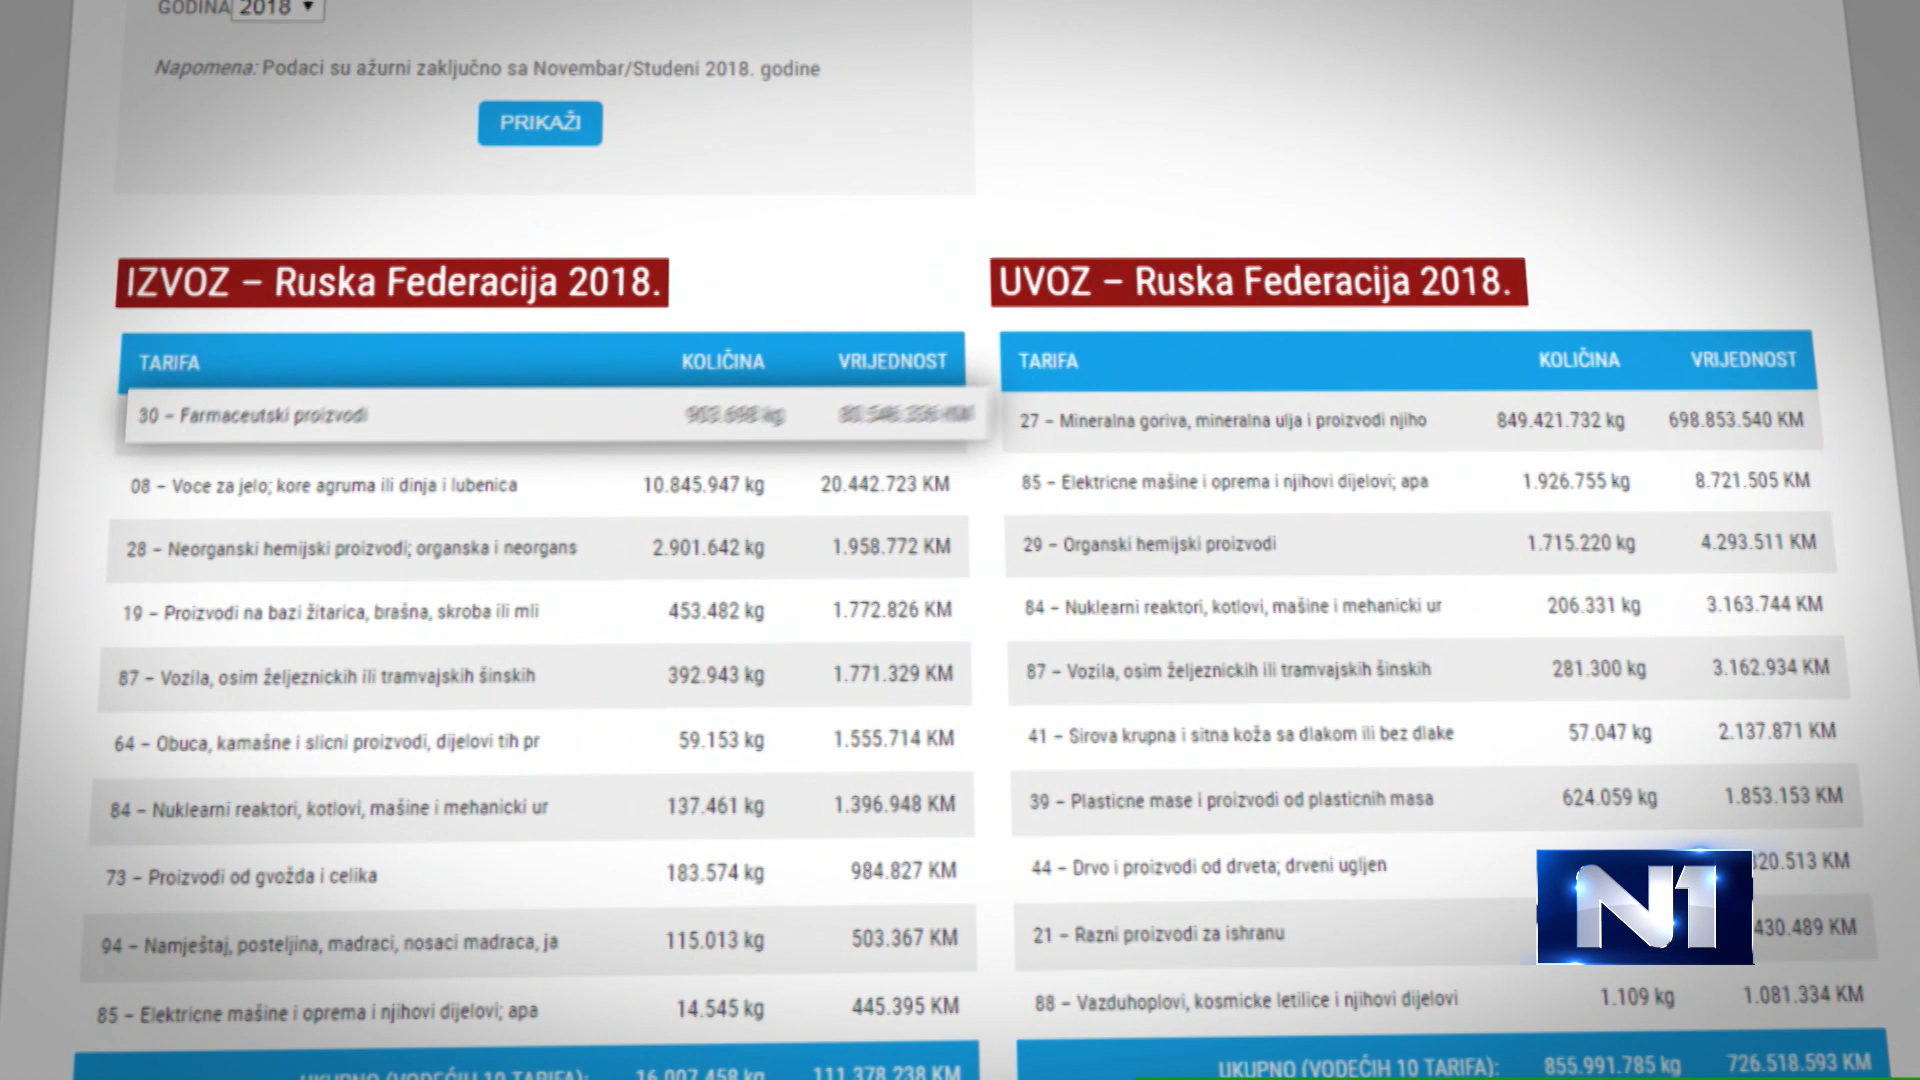 GODINA 2018
Napomena: Podaci su ažurni zaključno sa Novembar/Studeni 2018. godine
PRIKAŽI
IZVOZ – Ruska Federacija 2018.
TARIFA KOLIČINA VRIJEDNOST
30 – Farmaceutski proizvodi
08 – Voce za jelo; kore agruma ili dinja i lubenica 10.845.947 kg 20.442.723 KM
28 – Neorganski hemijski proizvodi; organska i neorgans 2.901.642 kg 1.958.772 KM
19 – Proizvodi na bazi žitarica, brašna, skroba ili mli 453.482 kg 1.772.826 KM
87 – Vozila, osim željeznickih ili tramvajskih šinskih 392.943 kg 1.771.329 KM
64 – Obuca, kamašne i slicni proizvodi, dijelovi tih pr 59.153 kg 1.555.714 KM
84 – Nuklearni reaktori, kotlovi, mašine i mehanicki ur 137.461 kg 1.396.948 KM
73 – Proizvodi od gvožda i celika 183.574 kg 984.827 KM
94 – Namještaj, posteljina, madraci, nosaci madraca, ja 115.013 kg 503.367 KM
85 – Elektricne mašine i oprema i njihovi dijelovi; apa 14.545 kg 445.395 KM
UKUPNO (VODEĆIH 10 TARIFA): 16.007.458 kg 111.378.238 KM
UVOZ – Ruska Federacija 2018.
TARIFA KOLIČINA VRIJEDNOST
27 – Mineralna goriva, mineralna ulja i proizvodi njiho 849.421.732 kg 698.853.540 KM
85 – Elektricne mašine i oprema i njihovi dijelovi; apa 1.926.755 kg 8.721.505 KM
29 – Organski hemijski proizvodi 1.715.220 kg 4.293.511 KM
84 – Nuklearni reaktori, kotlovi, mašine i mehanicki ur 206.331 kg 3.163.744 KM
87 – Vozila, osim željeznickih ili tramvajskih šinskih 281.300 kg 3.162.934 KM
41 – Sirova krupna i sitna koža sa dlakom ili bez dlake 57.047 kg 2.137.871 KM
39 – Plasticne mase i proizvodi od plasticnih masa 624.059 kg 1.853.153 KM
44 – Drvo i proizvodi od drveta; drveni ugljen 320.513 KM
21 – Razni proizvodi za ishranu 430.489 KM
88 – Vazduhoplovi, kosmicke letilice i njihovi dijelovi 1.109 kg 1.081.334 KM
UKUPNO (VODEĆIH 10 TARIFA): 855.991.785 kg 726.518.593 KM
N1